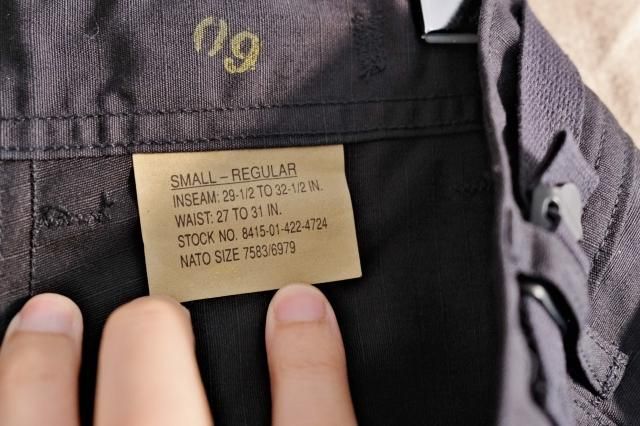 09
SMALL – REGULAR
INSEAM: 29-1/2 TO 32-1/2 IN.
WAIST: 27 TO 31 IN.
STOCK NO. 8415-01-422-4724
NATO SIZE 7583/6979